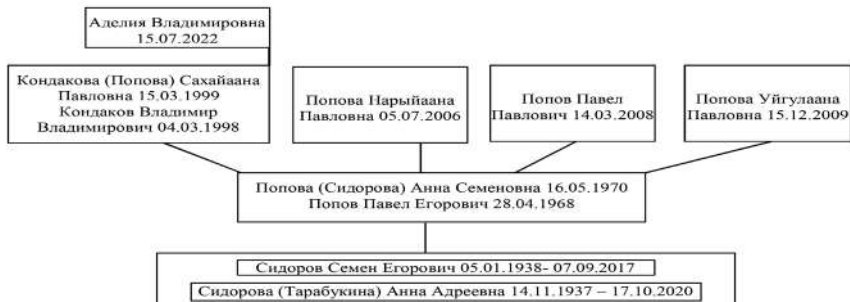 Аделия Владимировна
15.07.2022
Кондакова (Попова) Сахайаана
Павловна 15.03.1999
Кондаков Владимир
Владимирович 04.03.1998
Попова Нарыйаана
Павловна 05.07.2006
Попов Павел
Павлович 14.03.2008
Попова Уйгулаана
Павловна 15.12.2009
Попова (Сидорова) Анна Семеновна 16.05.1970
Попов Павел Егорович 28.04.1968
Сидоров Семен Егорович 05.01.1938- 07.09.2017
Сидорова (Тарабукина) Анна Адреевна 14.11.1937 – 17.10.2020